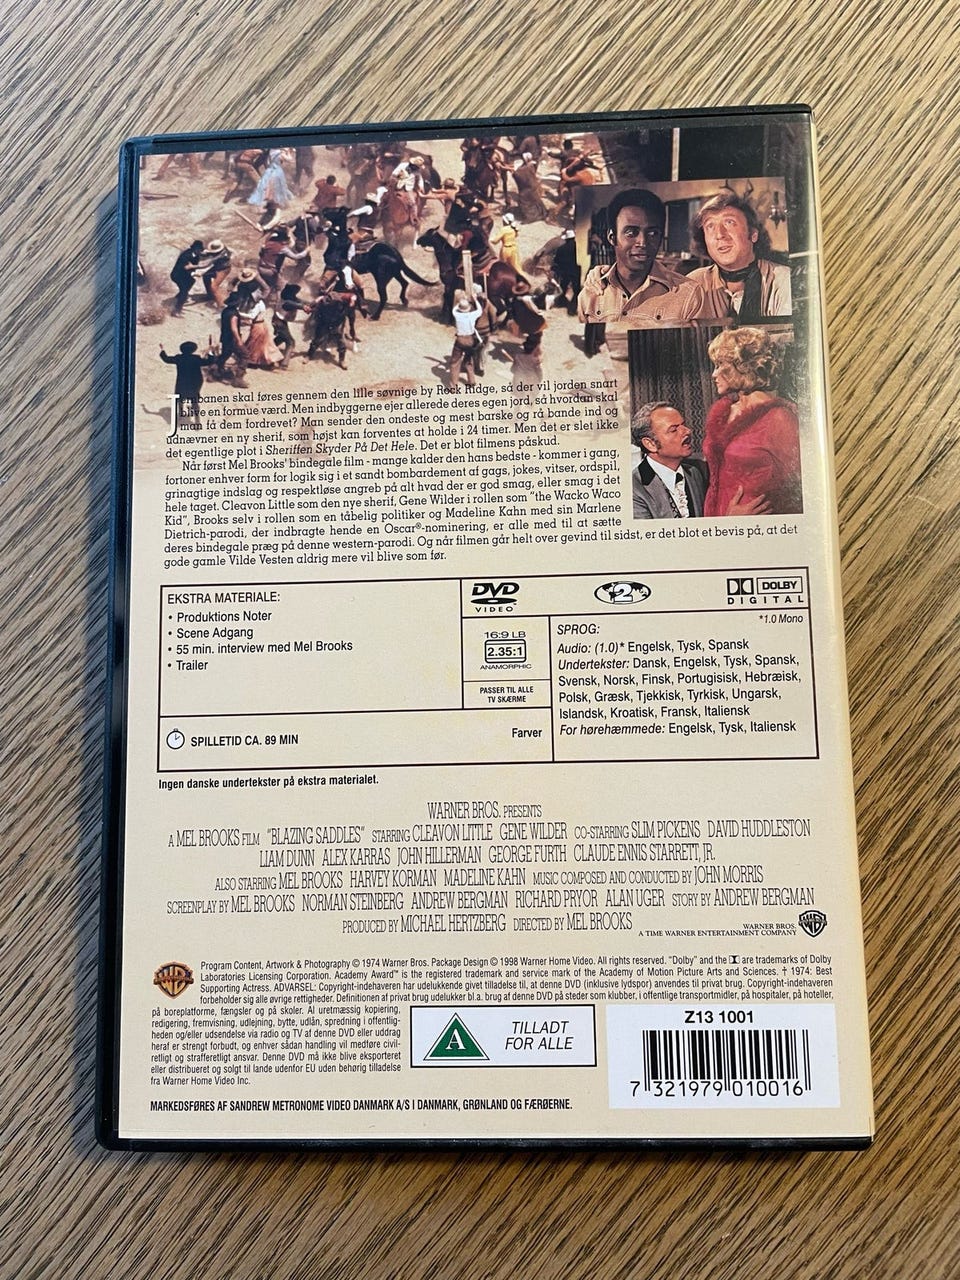 Jernbanen skal føres gennem den lille søvnige by Rock Ridge, så der vil jorden snart
blive en formue værd. Men indbyggerne ejer allerede deres egen jord, så hvordan skal
man få dem fordrevet? Man sender den ondeste og mest barske og rå bande ind og
udnævner en ny sherif, som højst kan forventes at holde i 24 timer. Men det er slet ikke
det egentlige plot i Sheriffen Skyder På Det Hele. Det er blot filmens påskud.
Når først Mel Brooks' bindegale film - mange kalder den hans bedste - kommer i gang,
fortoner enhver form for logik sig i et sandt bombardement af gags, jokes, vitser, ordspil,
grinagtige indslag og respektløse angreb på alt hvad der er god smag, eller smag i det
hele taget. Cleavon Little som den nye sherif, Gene Wilder i rollen som "the Wacko Waco
Kid", Brooks selv i rollen som en tåbelig politiker og Madeline Kahn med sin Marlene
Dietrich-parodi, der indbragte hende en Oscar®-nominering, er alle med til at sætte
deres bindegale præg på denne western-parodi. Og når filmen går helt over gevind til sidst, er det blot et bevis på, at det
gode gamle Vilde Vesten aldrig mere vil blive som før.
EKSTRA MATERIALE:
• Produktions Noter
• Scene Adgang
• 55 min. interview med Mel Brooks
• Trailer
SPILLETID CA. 89 MIN
Farver
DVD
VIDEO
2
DOLBY
DIGITAL
*1.0 Mono
16:9 LB
2.35:1
ANAMORPHIC
PASSER TIL ALLE
TV SKÆRME
SPROG:
Audio: (1.0)* Engelsk, Tysk, Spansk
Undertekster: Dansk, Engelsk, Tysk, Spansk,
Svensk, Norsk, Finsk, Portugisisk, Hebræisk,
Polsk, Græsk, Tjekkisk, Tyrkisk, Ungarsk,
Islandsk, Kroatisk, Fransk, Italiensk
For hørehæmmede: Engelsk, Tysk, Italiensk
Ingen danske undertekster på ekstra materialet.
WARNER BROS. PRESENTS
A MEL BROOKS FILM "BLAZING SADDLES" STARRING CLEAVON LITTLE GENE WILDER CO-STARRING SLIM PICKENS DAVID HUDDLESTON
LIAM DUNN ALEX KARRAS JOHN HILLERMAN GEORGE FURTH CLAUDE ENNIS STARRETT, JR.
ALSO STARRING MEL BROOKS HARVEY KORMAN MADELINE KAHN MUSIC COMPOSED AND CONDUCTED BY JOHN MORRIS
SCREENPLAY BY MEL BROOKS NORMAN STEINBERG ANDREW BERGMAN RICHARD PRYOR ALAN UGER STORY BY ANDREW BERGMAN
PRODUCED BY MICHAEL HERTZBERG DIRECTED BY MEL BROOKS
WARNER BROS.
A TIME WARNER ENTERTAINMENT COMPANY
Program Content, Artwork & Photography © 1974 Warner Bros. Package Design © 1998 Warner Home Video. All rights reserved. "Dolby" and the are trademarks of Dolby
Laboratories Licensing Corporation. Academy Award™ is the registered trademark and service mark of the Academy of Motion Picture Arts and Sciences. † 1974: Best
Supporting Actress. ADVARSEL: Copyright-indehaveren har udelukkende givet tilladelse til, at denne DVD (inklusive lydspor) anvendes til privat brug. Copyright-indehaveren
forbeholder sig alle øvrige rettigheder. Definitionen af privat brug udelukker bl.a. brug af denne DVD på steder som klubber, i offentlige transportmidler, på hospitaler, på hoteller,
på boreplatforme, fængsler og på skoler. Al uretmæssig kopiering,
redigering, fremvisning, udlejning, bytte, udlån, spredning i offentlig-
heden og/eller udsendelse via radio og TV af denne DVD eller uddrag
heraf er strengt forbudt, og enhver sådan handling vil medføre civil-
retligt og strafferetligt ansvar. Denne DVD må ikke blive eksporteret
eller distribueret og solgt til lande udenfor EU uden behørig tilladelse
fra Warner Home Video Inc.
A
TILLADT
FOR ALLE
Z13 1001
7 321979 010016
MARKEDSFØRES AF SANDREW METRONOME VIDEO DANMARK A/S I DANMARK, GRØNLAND OG FÆRØERNE.